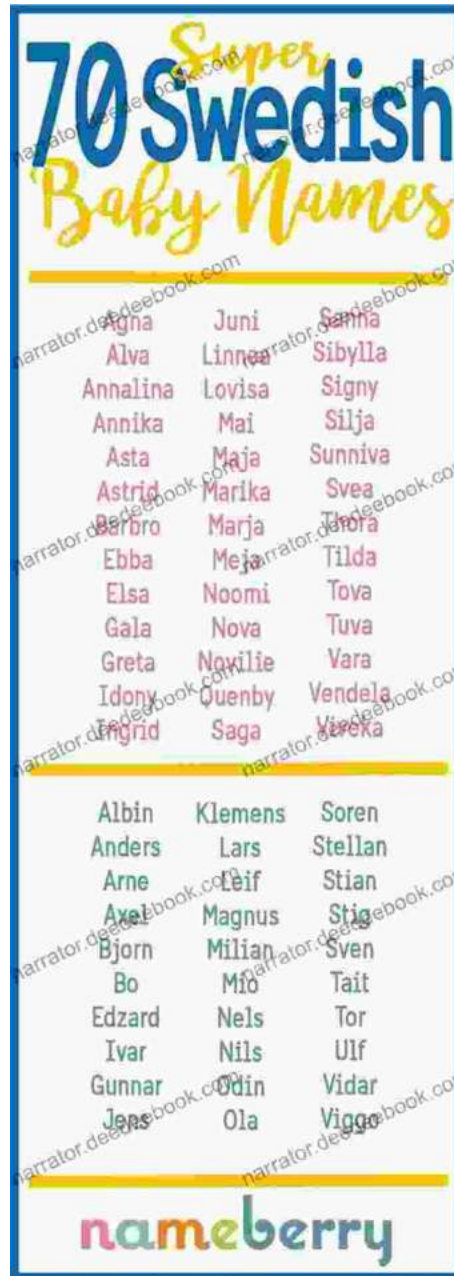 Super
70 Swedish
Baby Names
Agna Juni Sanna
Alva Linnea Sibylla
Annalina Lovisa Signy
Annika Mai Silja
Asta Maja Sunniva
Astrid Marika Svea
Barbro Marja Thora
Ebba Meja Tilda
Elsa Noomi Tova
Gala Nova Tuva
Greta Novilie Vara
Idony Quenby Vendela
Ingrid Saga
Albin Klemens Soren
Anders Lars Stellan
Arne Leif Stian
Axel Magnus Stig
Bjorn Milian Sven
Bo Mio Tait
Edzard Nels Tor
Ivar Nils Ulf
Gunnar Odin Vidar
Jens Ola Viggo
nameberry
narrator.deedeebook.com